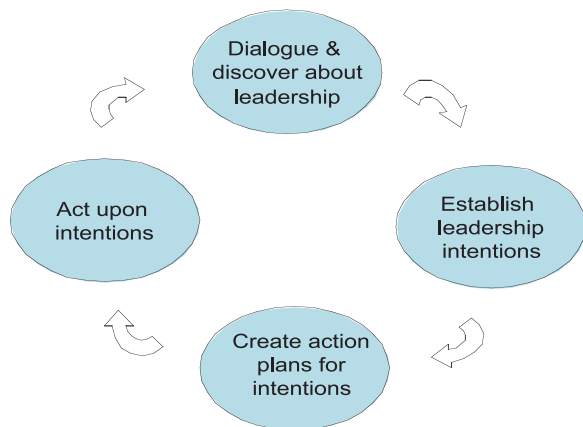 Dialogue &
discover about
leadership
Establish
leadership
intentions
Create action
plans for
intentions
Act upon
intentions